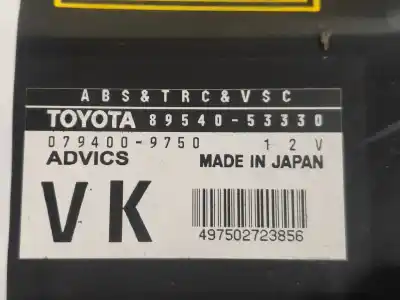 ABS&TRC&VSC
TOYOTA 89540-53330
079400-9750 12V
ADVICS MADE IN JAPAN
VK
497502723856